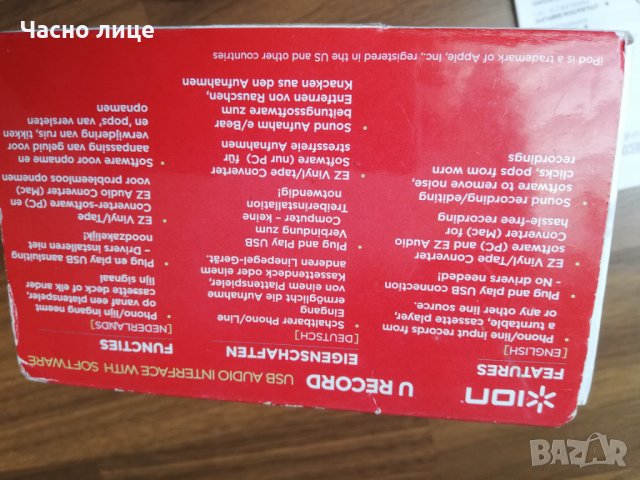 Часно лице
ION
U RECORD USB AUDIO INTERFACE WITH SOFTWARE
FEATURES
[ENGLISH]
• Phono/line input records from
a turntable, cassette player,
or any other line source.
• Plug and play USB connection
- No drivers needed!
• EZ Vinyl/Tape Converter
software (PC) and EZ Audio
Converter (Mac) for
hassle-free recording
• Sound recording/editing
software to remove noise,
clicks, pops from worn
recordings
EIGENSCHAFTEN
[DEUTSCH]
• Schaltbarer Phono/Line
Eingang
ermöglicht die Aufnahme
von einem Plattenspieler,
Kassettendeck oder einem
anderen Linepegel-Gerät.
• Plug and Play USB
Verbindung zum
Computer – keine
Treiberinstallation
notwendig!
• EZ Vinyl/tape Converter
Software (nur PC) für
stressfreie Aufnahmen
• Sound Aufnahm e/Bear
beitungssoftware zum
Entfernen von Rauschen,
Knacken aus den Aufnahmen
FUNCTIES
[NEDERLANDS]
• Phono/lijn ingang neemt
op vanaf een platenspeler,
cassette deck of elk ander
lijn signaal
• Plug en play USB aansluiting
– Drivers installeren niet
noodzakelijk!
• EZ Vinyl/Tape
Converter-software (PC) en
EZ Audio Converter (Mac)
voor probleemloos opnemen
• Software voor opname en
aanpassing van geluid voor
verwijdering van ruis, tikken
en 'pops' van versleten
opnamen
iPod is a trademark of Apple, Inc., registered in the US and other countries
BAZAR